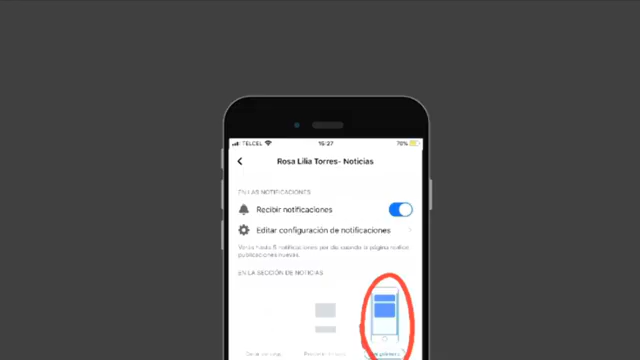 TELCEL 15:27 70%
Rosa Lilia Torres- Noticias
EN LAS NOTIFICACIONES
Recibir notificaciones
Editar configuración de notificaciones
Verás hasta 5 notificaciones por día cuando la página realice
publicaciones nuevas.
EN LA SECCIÓN DE NOTICIAS